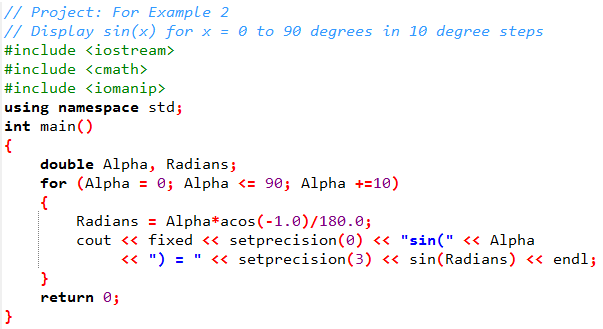 // Project: For Example 2
// Display sin(x) for x = 0 to 90 degrees in 10 degree steps
#include <iostream>
#include <cmath>
#include <iomanip>
using namespace std;
int main()
{
    double Alpha, Radians;
    for (Alpha = 0; Alpha <= 90; Alpha +=10)
    {
        Radians = Alpha*acos(-1.0)/180.0;
        cout << fixed << setprecision(0) << "sin(" << Alpha
             << ") = " << setprecision(3) << sin(Radians) << endl;
    }
    return 0;
}